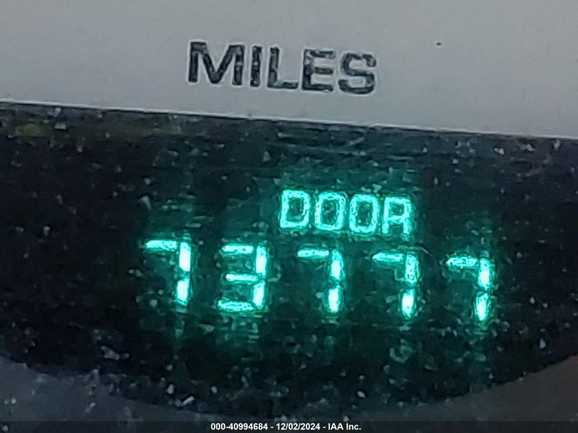 MILES
DOOR
73777
000-40994684 - 12/02/2024 - IAA Inc.